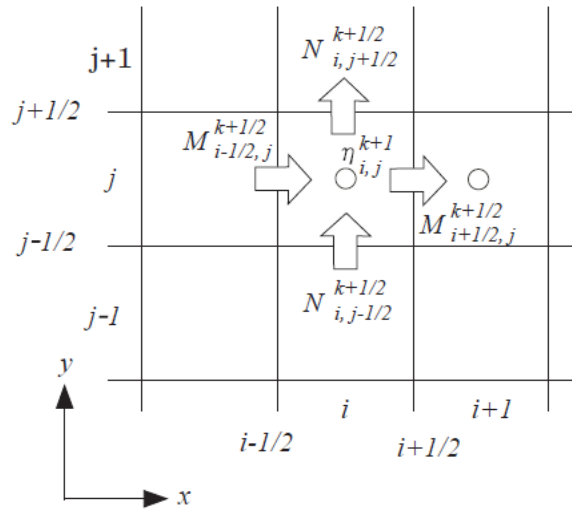 j+1
N^{k+1/2}_{i, j+1/2}
j+1/2
M^{k+1/2}_{i-1/2, j}
η^{k+1}_{i, j}
j
M^{k+1/2}_{i+1/2, j}
j-1/2
N^{k+1/2}_{i, j-1/2}
j-1
y
i
i+1
i-1/2
i+1/2
x